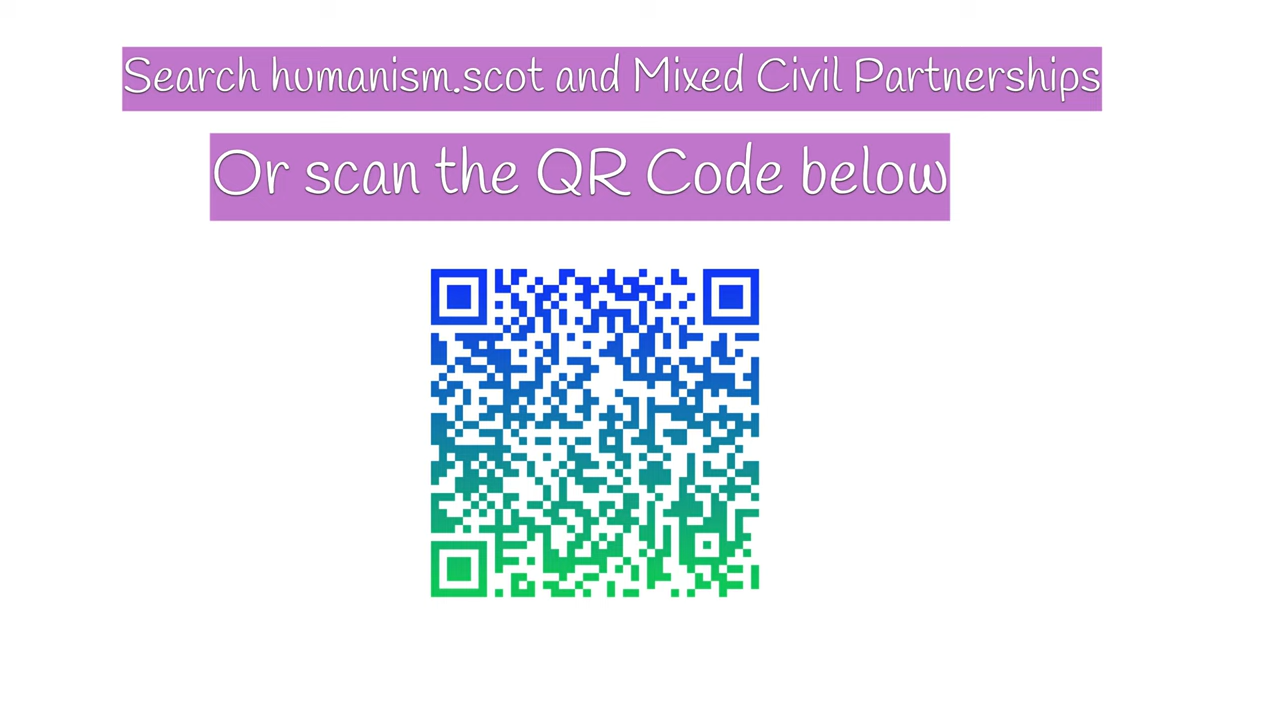 Search humanism.scot and Mixed Civil Partnerships
Or scan the QR Code below